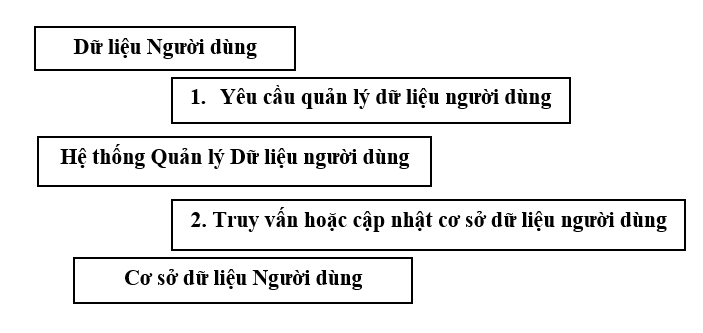 Dữ liệu Người dùng
1. Yêu cầu quản lý dữ liệu người dùng
Hệ thống Quản lý Dữ liệu người dùng
2. Truy vấn hoặc cập nhật cơ sở dữ liệu người dùng
Cơ sở dữ liệu Người dùng